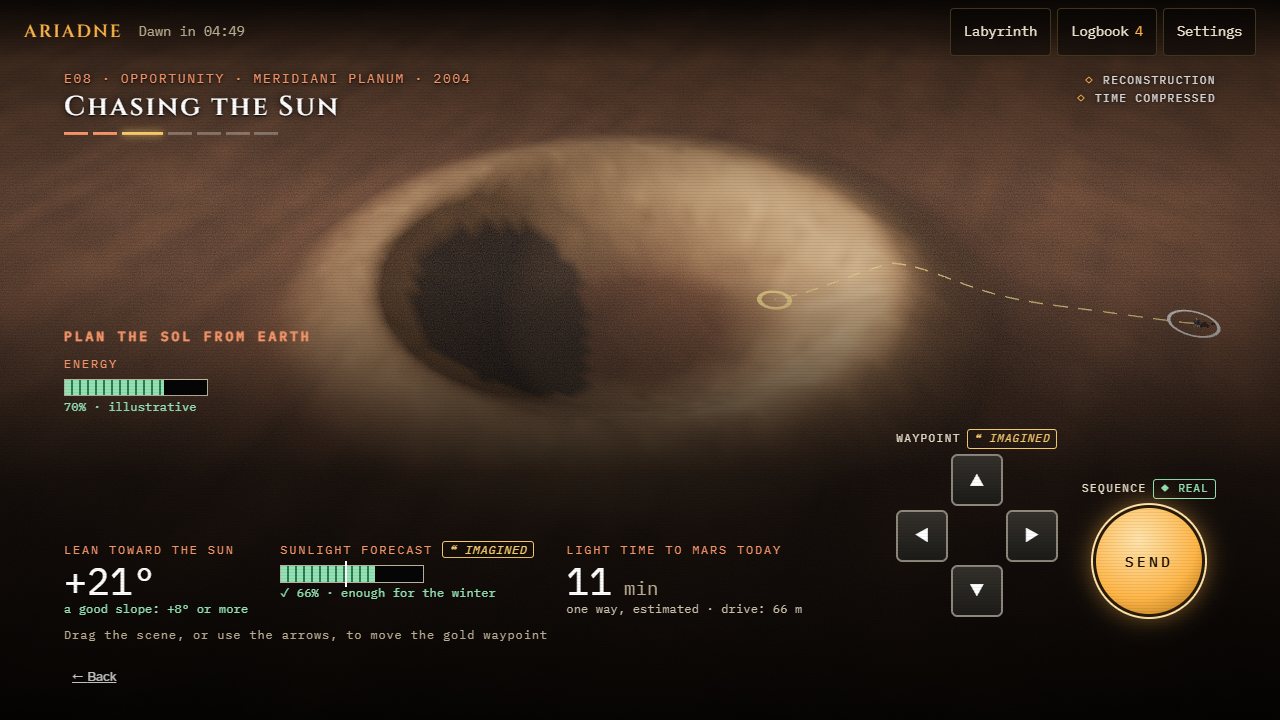 ARIADNE Dawn in 04:49 Labyrinth Logbook 4 Settings
E08 · OPPORTUNITY · MERIDIANI PLANUM · 2004
CHASING THE SUN
◇ RECONSTRUCTION
◇ TIME COMPRESSED
PLAN THE SOL FROM EARTH
ENERGY
70% · illustrative
WAYPOINT ❝ IMAGINED
SEQUENCE ◆ REAL
SEND
LEAN TOWARD THE SUN
+21°
a good slope: +8° or more
SUNLIGHT FORECAST ❝ IMAGINED
✓ 66% · enough for the winter
LIGHT TIME TO MARS TODAY
11 min
one way, estimated · drive: 66 m
Drag the scene, or use the arrows, to move the gold waypoint
← Back